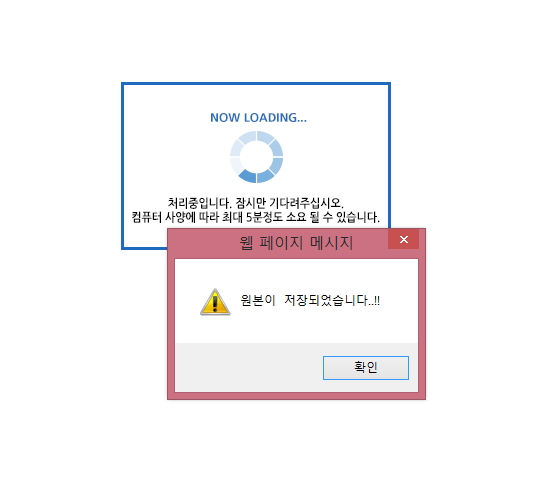 NOW LOADING...
처리중입니다. 잠시만 기다려주십시오.
컴퓨터 사양에 따라 최대 5분정도 소요 될 수 있습니다.
웹 페이지 메시지
원본이 저장되었습니다..!!
확인